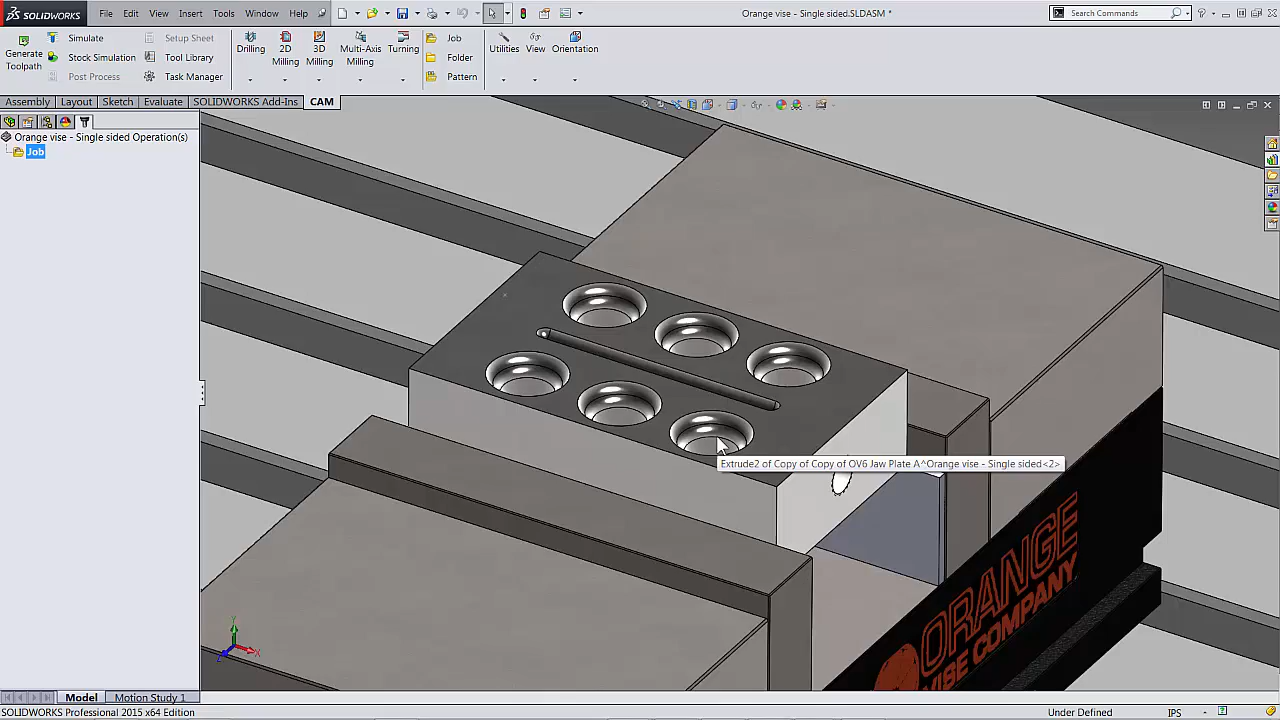 SOLIDWORKS
File Edit View Insert Tools Window Help
Orange vise - Single sided.SLDASM *
Search Commands
Generate Toolpath
Simulate
Stock Simulation
Post Process
Setup Sheet
Tool Library
Task Manager
Drilling
2D Milling
3D Milling
Multi-Axis Milling
Turning
Job
Folder
Pattern
Utilities
View
Orientation
Assembly Layout Sketch Evaluate SOLIDWORKS Add-Ins CAM
Orange vise - Single sided Operation(s)
Job
Extrude2 of Copy of Copy of OV6 Jaw Plate A^Orange vise - Single sided<2>
ORANGE
VISE COMPANY
Y
X
Model Motion Study 1
SOLIDWORKS Professional 2015 x64 Edition
Under Defined
IPS